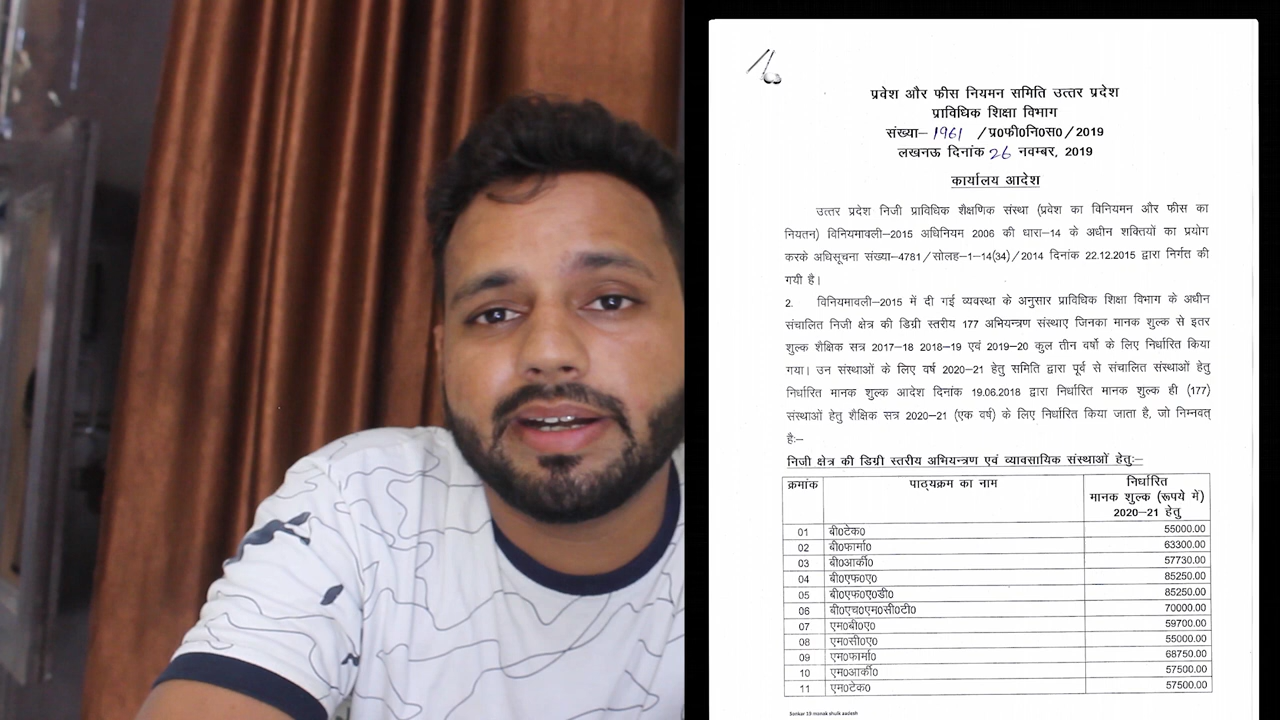 16
प्रवेश और फीस नियमन समिति उत्तर प्रदेश
प्राविधिक शिक्षा विभाग
संख्या– 1961 /प्र0फी0नि0स0/2019
लखनऊ दिनांक 26 नवम्बर, 2019
कार्यालय आदेश
उत्तर प्रदेश निजी प्राविधिक शैक्षणिक संस्था (प्रवेश का विनियमन और फीस का
नियतन) विनियमावली–2015 अधिनियम 2006 की धारा–14 के अधीन शक्तियों का प्रयोग
करके अधिसूचना संख्या–4781/सोलह–1–14(34)/2014 दिनांक 22.12.2015 द्वारा निर्गत की
गयी है।
2. विनियमावली–2015 में दी गई व्यवस्था के अनुसार प्राविधिक शिक्षा विभाग के अधीन
संचालित निजी क्षेत्र की डिग्री स्तरीय 177 अभियन्त्रण संस्थाए जिनका मानक शुल्क से इतर
शुल्क शैक्षिक सत्र 2017–18 2018–19 एवं 2019–20 कुल तीन वर्षो के लिए निर्धारित किया
गया। उन संस्थाओं के लिए वर्ष 2020–21 हेतु समिति द्वारा पूर्व से संचालित संस्थाओं हेतु
निर्धारित मानक शुल्क आदेश दिनांक 19.06.2018 द्वारा निर्धारित मानक शुल्क ही (177)
संस्थाओं हेतु शैक्षिक सत्र 2020–21 (एक वर्ष) के लिए निर्धारित किया जाता है, जो निम्नवत्
है:–
निजी क्षेत्र की डिग्री स्तरीय अभियन्त्रण एवं व्यावसायिक संस्थाओं हेतु:–
क्रमांक पाठ्यक्रम का नाम निर्धारित
मानक शुल्क (रूपये में)
2020–21 हेतु
01 बी0टेक0 55000.00
02 बी0फार्मा0 63300.00
03 बी0आर्की0 57730.00
04 बी0एफ0ए0 85250.00
05 बी0एफ0ए0डी0 85250.00
06 बी0एच0एम0सी0टी0 70000.00
07 एम0बी0ए0 59700.00
08 एम0सी0ए0 55000.00
09 एम0फार्मा0 68750.00
10 एम0आर्की0 57500.00
11 एम0टेक0 57500.00
Sonkar 18 manak shulk aadash